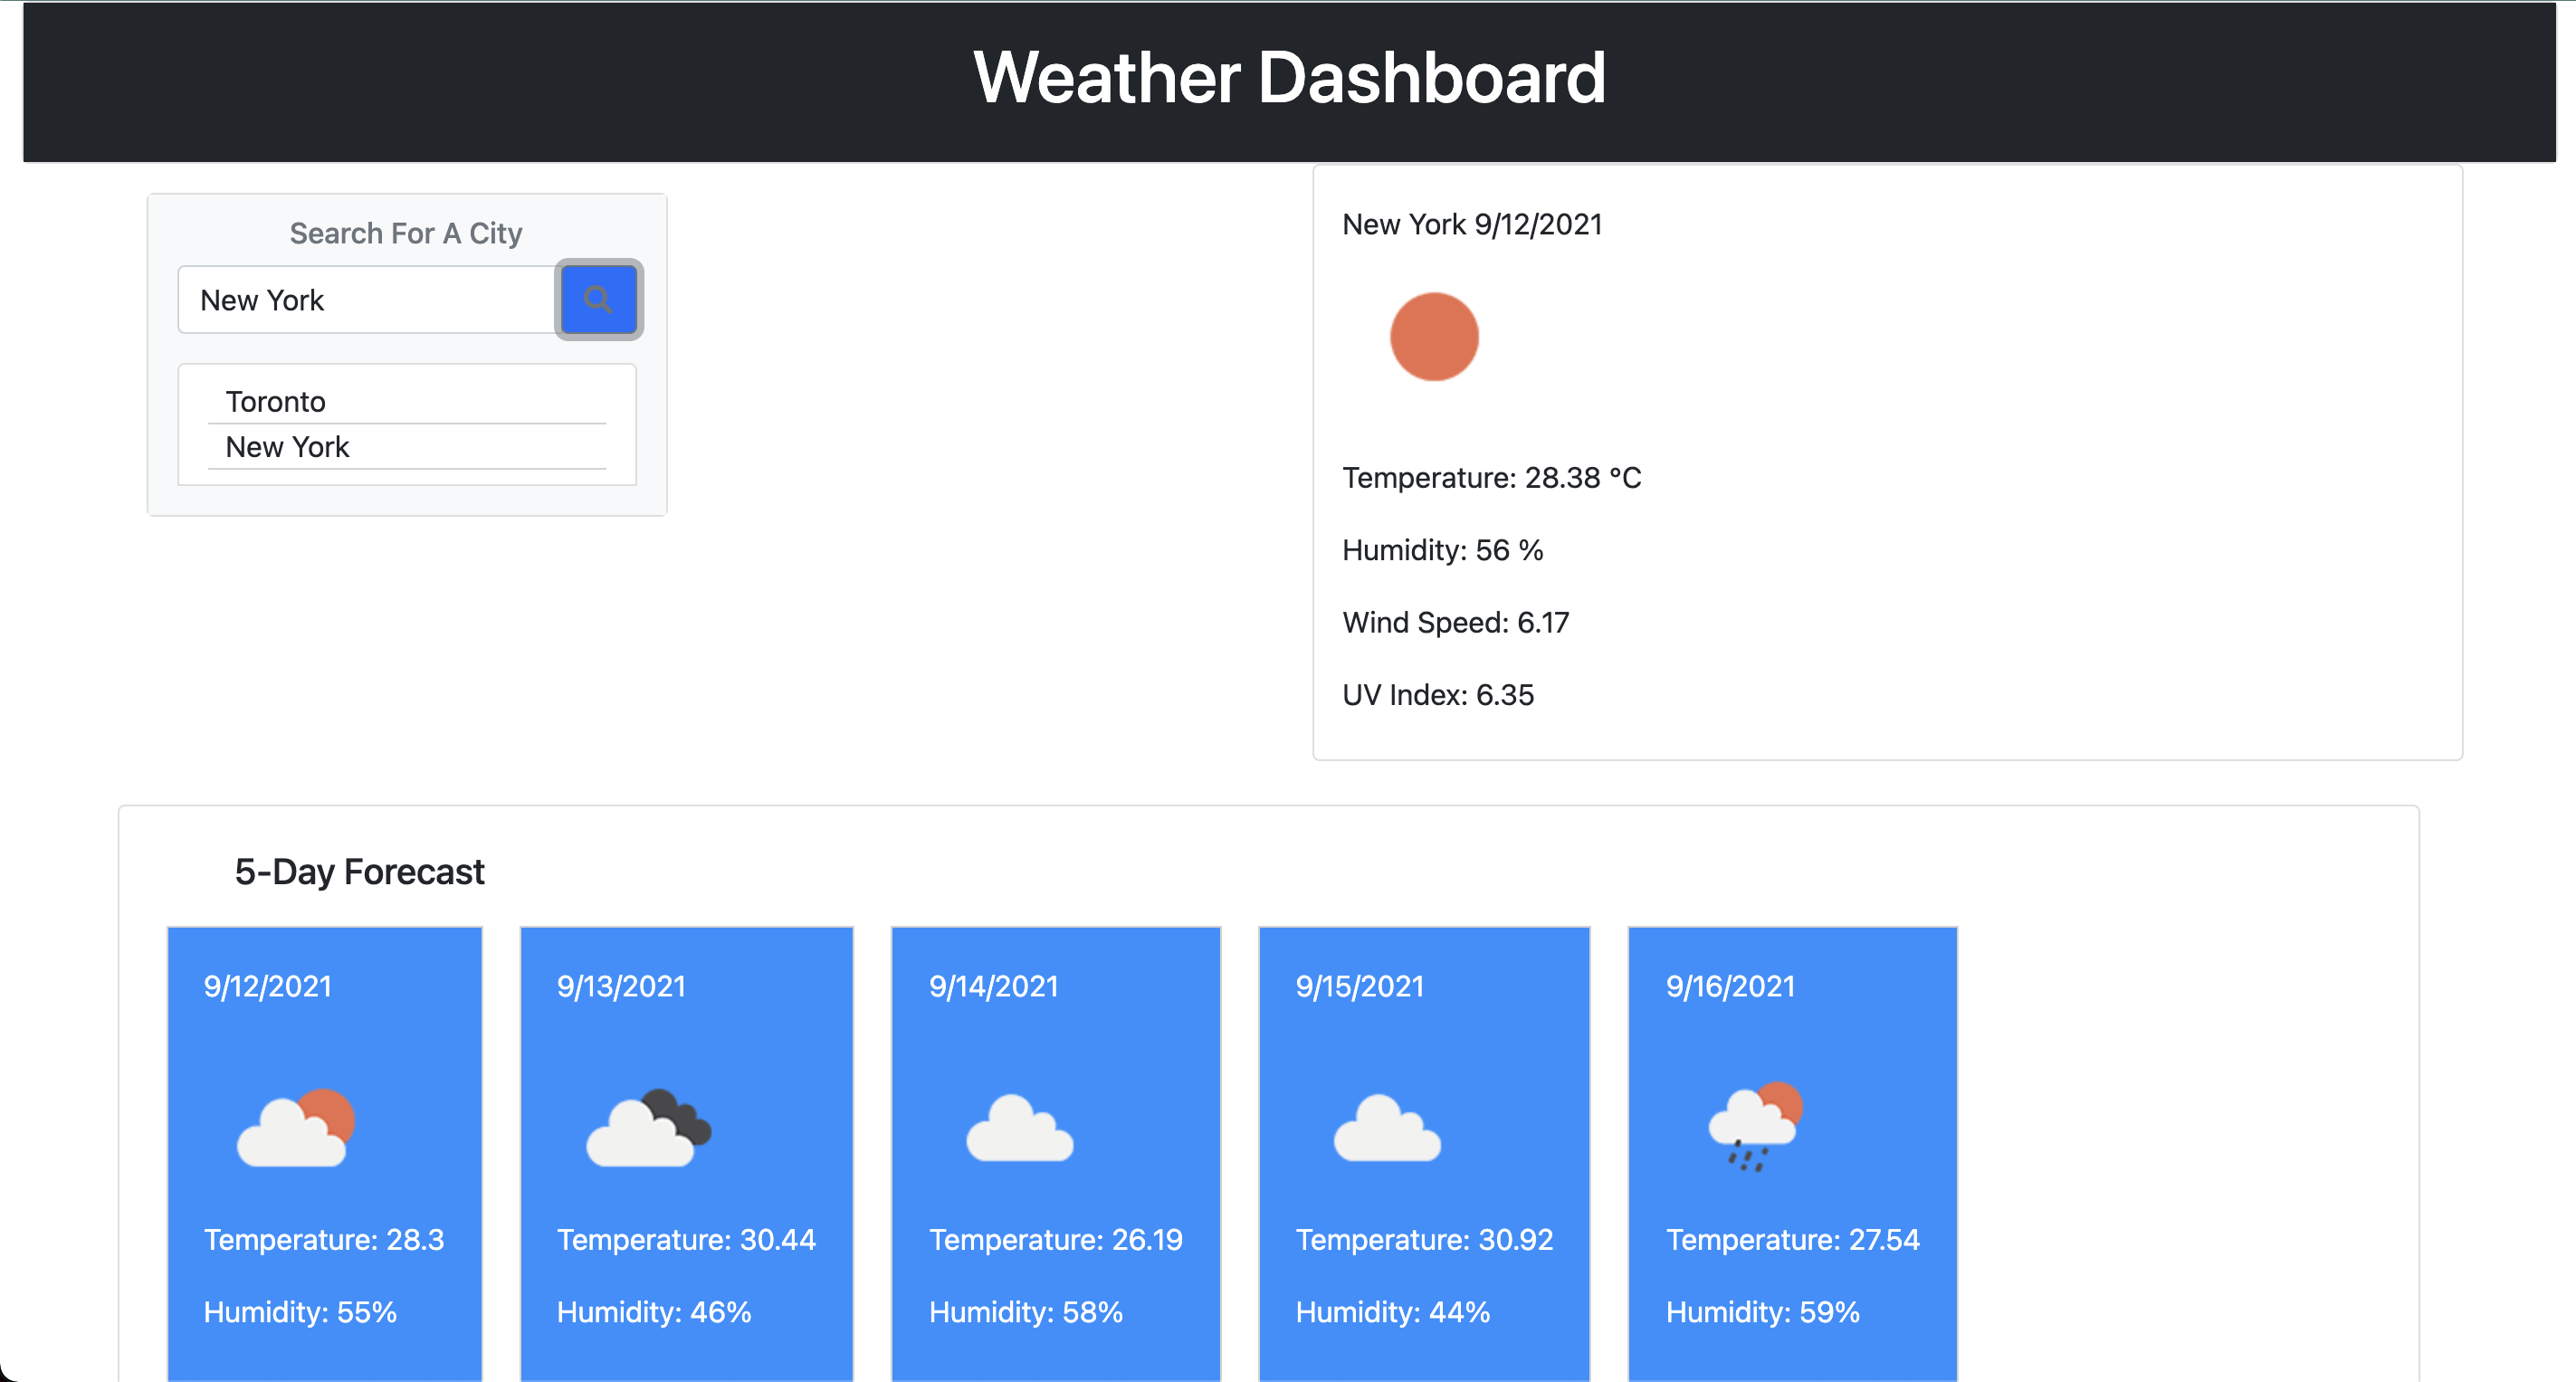 Weather Dashboard
Search For A City
New York
Toronto
New York
New York 9/12/2021
Temperature: 28.38 °C
Humidity: 56 %
Wind Speed: 6.17
UV Index: 6.35
5-Day Forecast
9/12/2021
Temperature: 28.3
Humidity: 55%
9/13/2021
Temperature: 30.44
Humidity: 46%
9/14/2021
Temperature: 26.19
Humidity: 58%
9/15/2021
Temperature: 30.92
Humidity: 44%
9/16/2021
Temperature: 27.54
Humidity: 59%